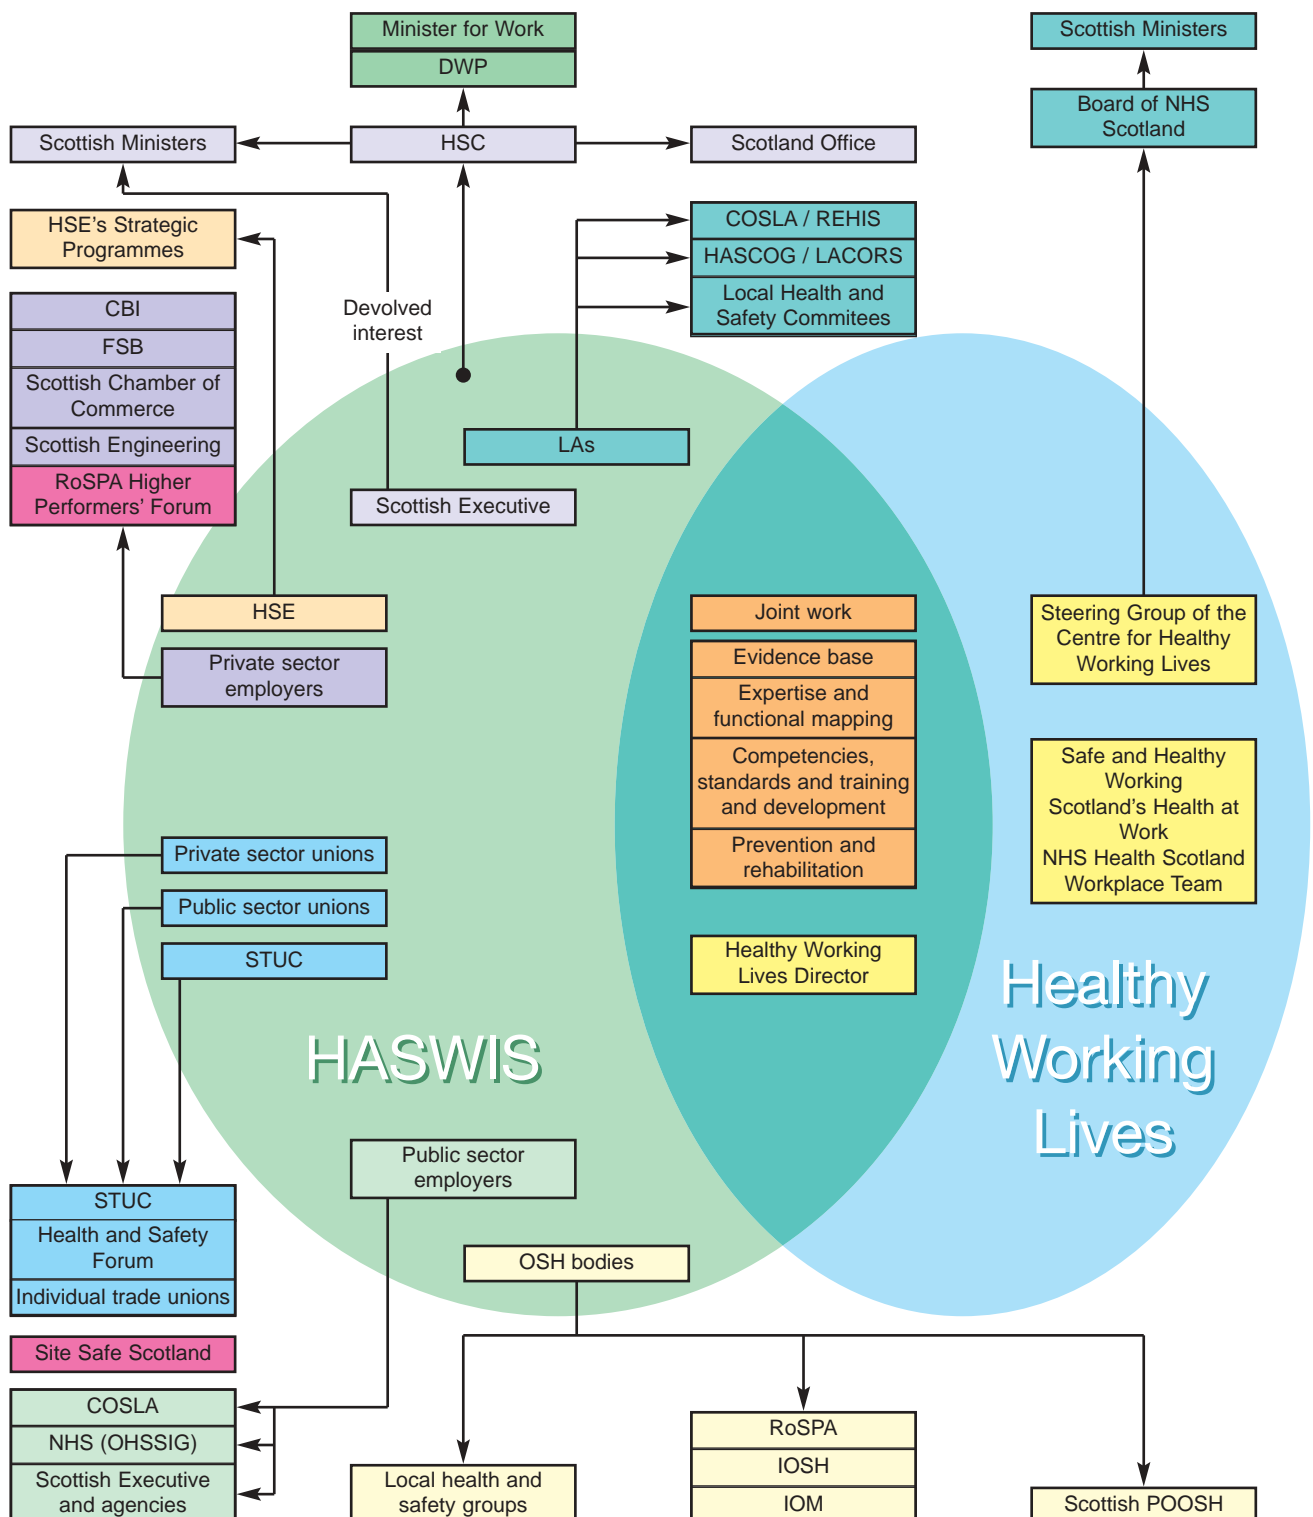 Minister for Work
DWP
Scottish Ministers
Board of NHS
Scotland
Scottish Ministers
HSC
Scotland Office
HSE's Strategic
Programmes
COSLA / REHIS
HASCOG / LACORS
Local Health and
Safety Commitees
CBI
FSB
Scottish Chamber of
Commerce
Scottish Engineering
RoSPA Higher
Performers' Forum
Devolved
interest
LAs
Scottish Executive
HSE
Private sector
employers
Joint work
Evidence base
Expertise and
functional mapping
Competencies,
standards and training
and development
Prevention and
rehabilitation
Healthy Working
Lives Director
Steering Group of the
Centre for Healthy
Working Lives
Safe and Healthy
Working
Scotland's Health at
Work
NHS Health Scotland
Workplace Team
Private sector unions
Public sector unions
STUC
HASWIS
Healthy
Working
Lives
Public sector
employers
OSH bodies
STUC
Health and Safety
Forum
Individual trade unions
Site Safe Scotland
COSLA
NHS (OHSSIG)
Scottish Executive
and agencies
Local health and
safety groups
RoSPA
IOSH
IOM
Scottish POOSH